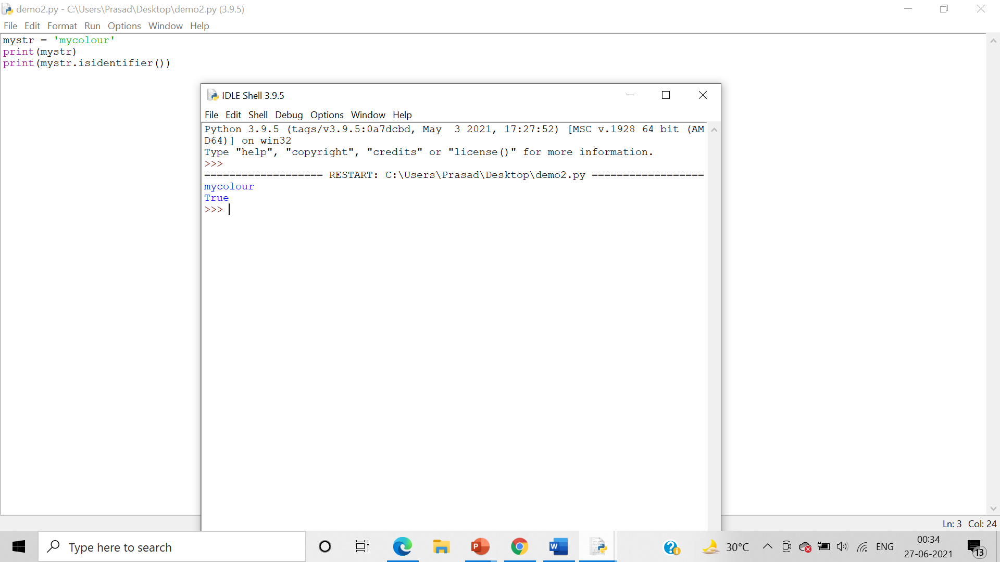 demo2.py - C:\Users\Prasad\Desktop\demo2.py (3.9.5)
File Edit Format Run Options Window Help
mystr = 'mycolour'
print(mystr)
print(mystr.isidentifier())
IDLE Shell 3.9.5
File Edit Shell Debug Options Window Help
Python 3.9.5 (tags/v3.9.5:0a7dcbd, May  3 2021, 17:27:52) [MSC v.1928 64 bit (AM
D64)] on win32
Type "help", "copyright", "credits" or "license()" for more information.
>>>
=================== RESTART: C:\Users\Prasad\Desktop\demo2.py ==================
mycolour
True
>>>
Ln: 3 Col: 24
Type here to search
P
W
30°C
ENG
00:34
27-06-2021
13